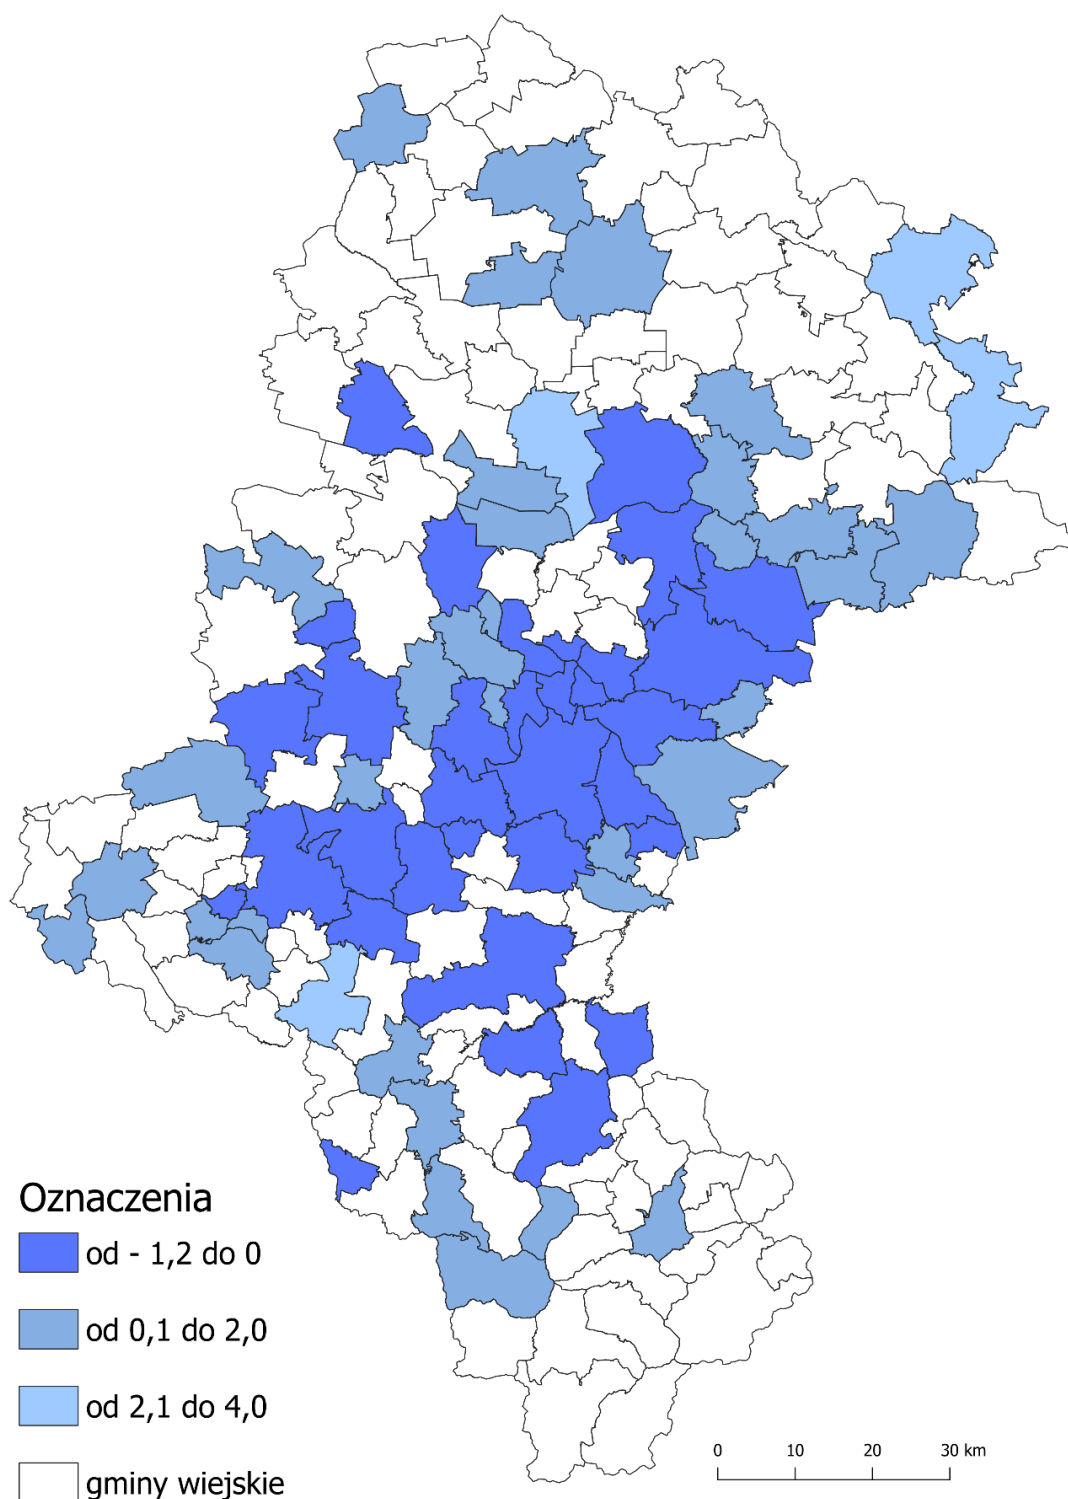 Oznaczenia
od - 1,2 do 0
od 0,1 do 2,0
od 2,1 do 4,0
gminy wiejskie
0 10 20 30 km